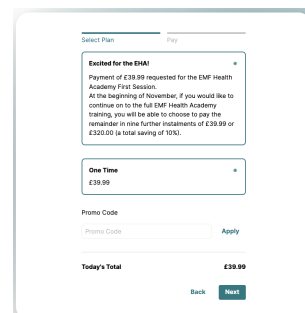 Select Plan
Pay
Excited for the EHA!
Payment of £39.99 requested for the EMF Health
Academy First Session.
At the beginning of November, if you would like to
continue on to the full EMF Health Academy
training, you will be able to choose to pay the
remainder in nine further instalments of £39.99 or
£320.00 (a total saving of 10%).
One Time
£39.99
Promo Code
Promo Code
Apply
Today's Total
£39.99
Back
Next